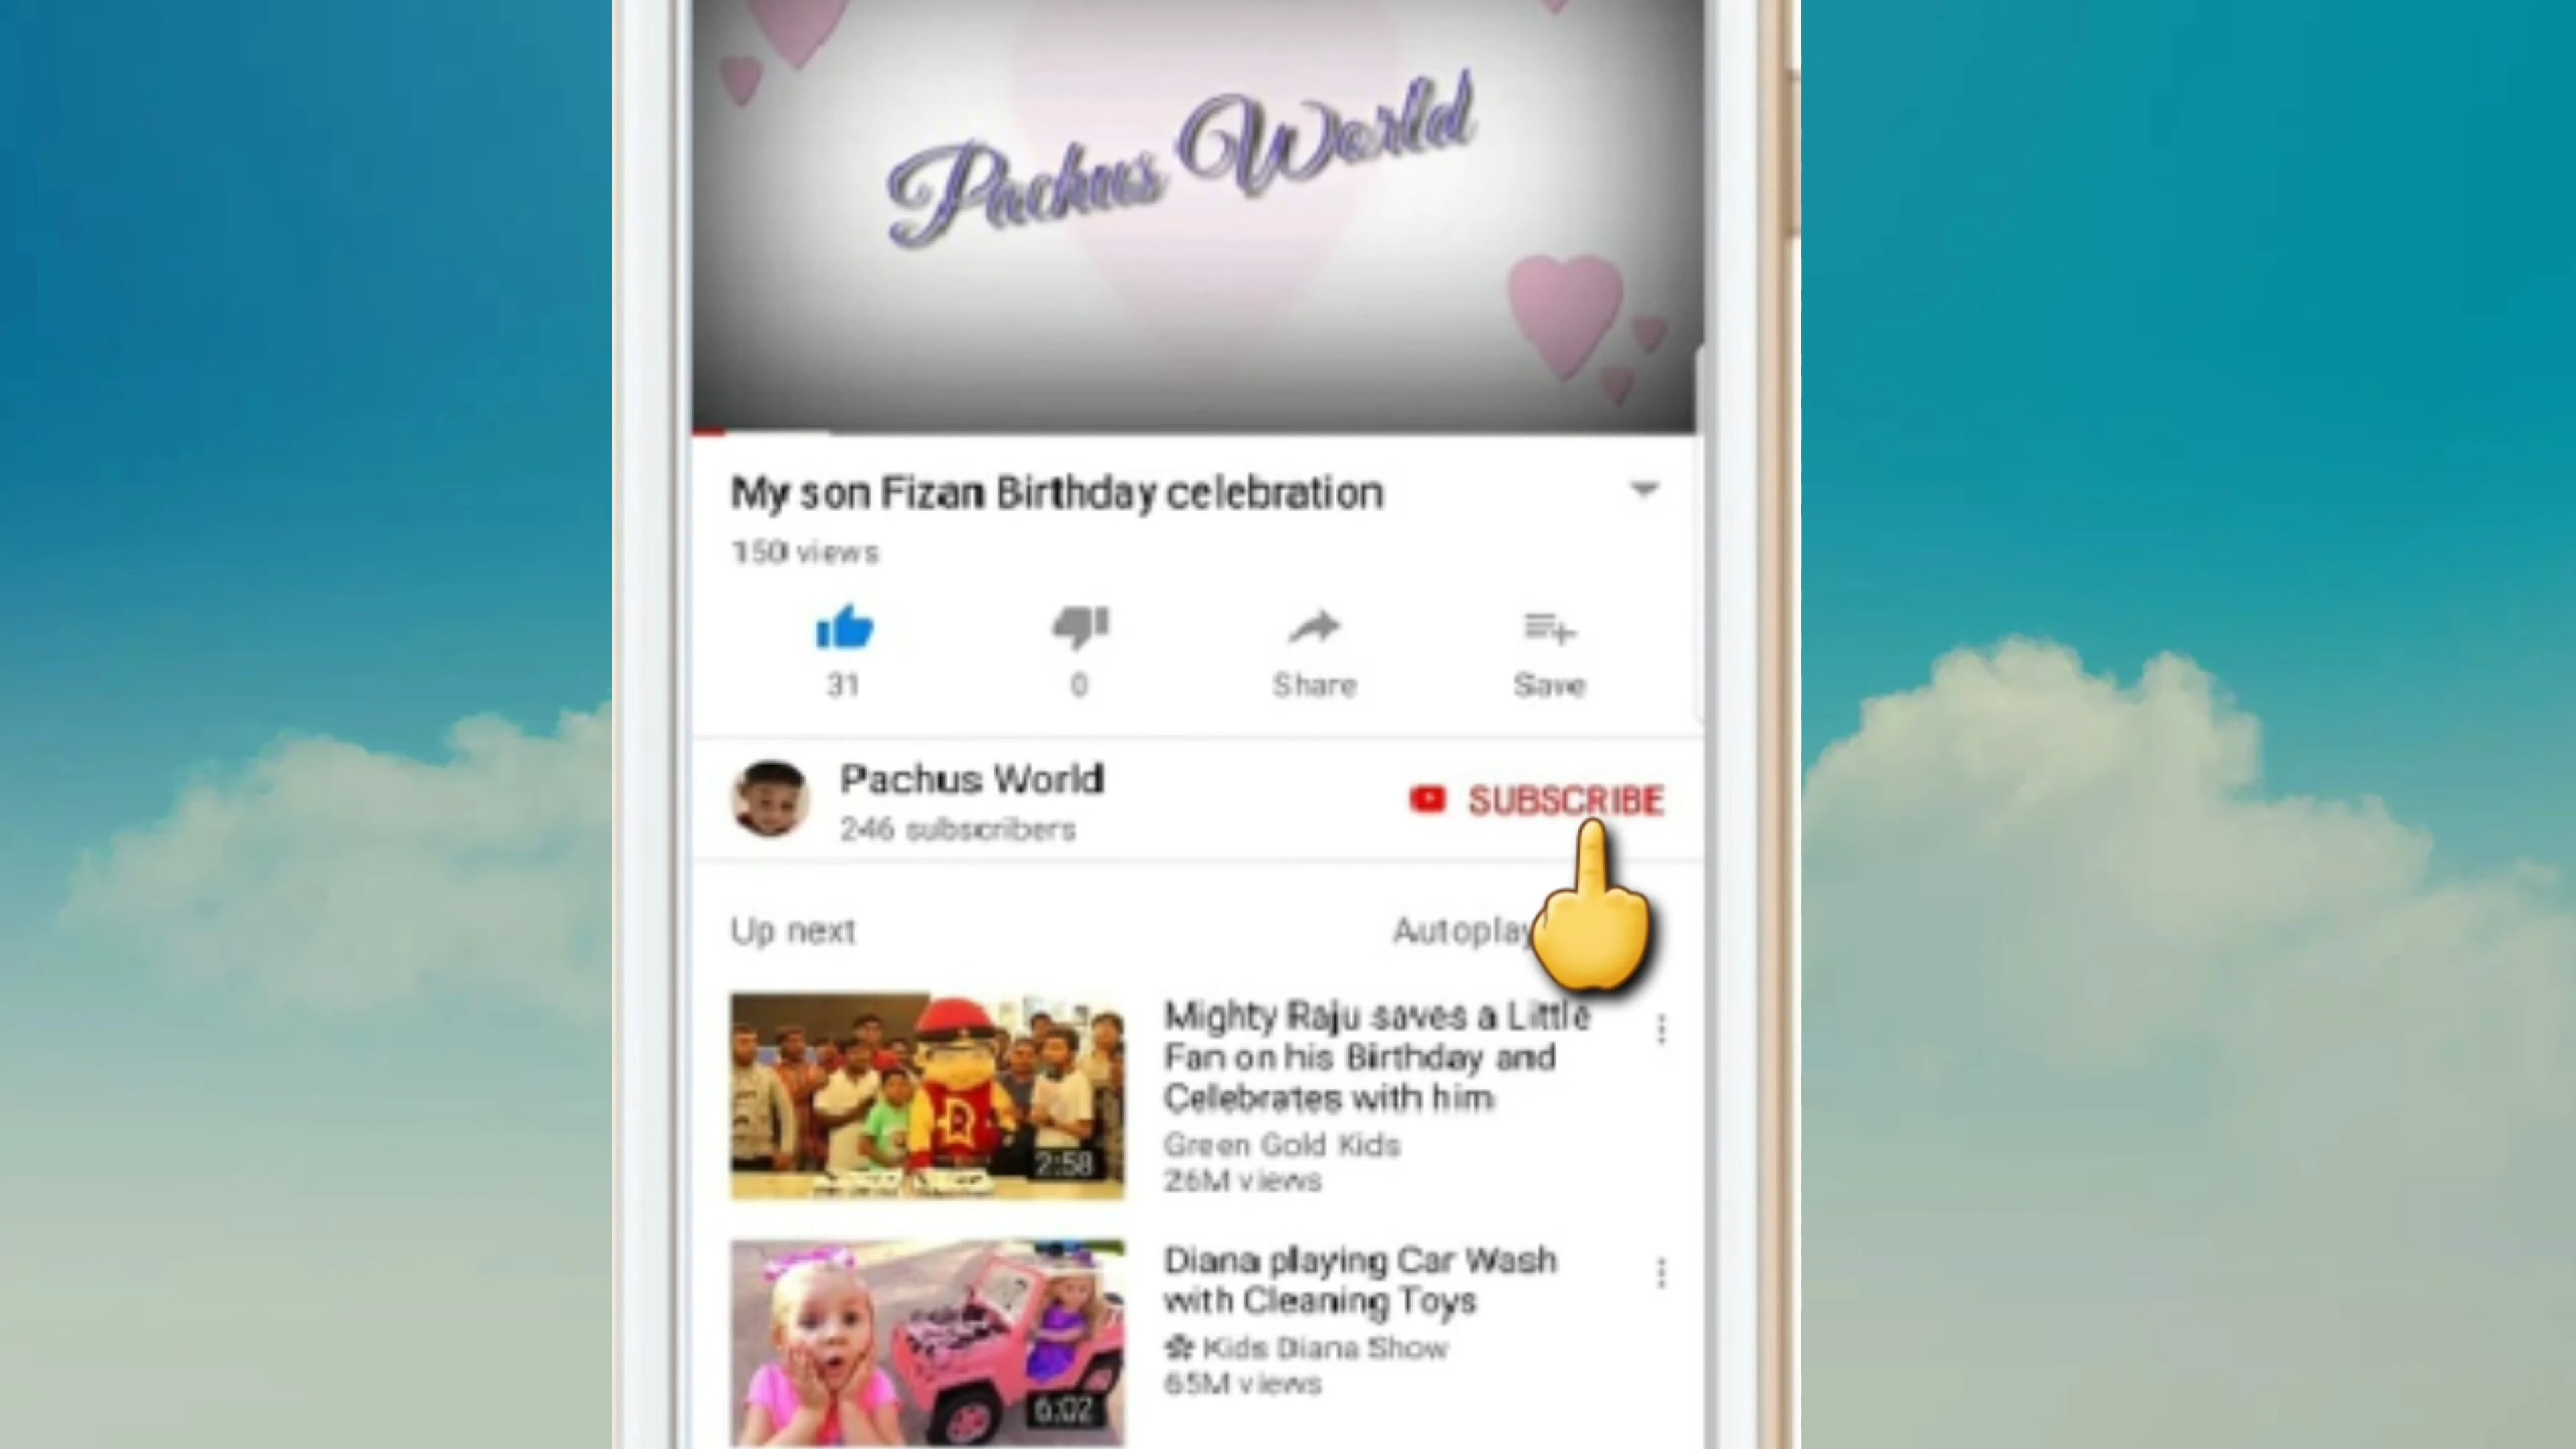 Pachus World
My son Fizan Birthday celebration
150 views
31
0
Share
Save
Pachus World
246 subscribers
SUBSCRIBE
Up next
Autoplay
Mighty Raju saves a Little
Fan on his Birthday and
Celebrates with him
Green Gold Kids
26M views
2:58
Diana playing Car Wash
with Cleaning Toys
Kids Diana Show
65M views
6:02